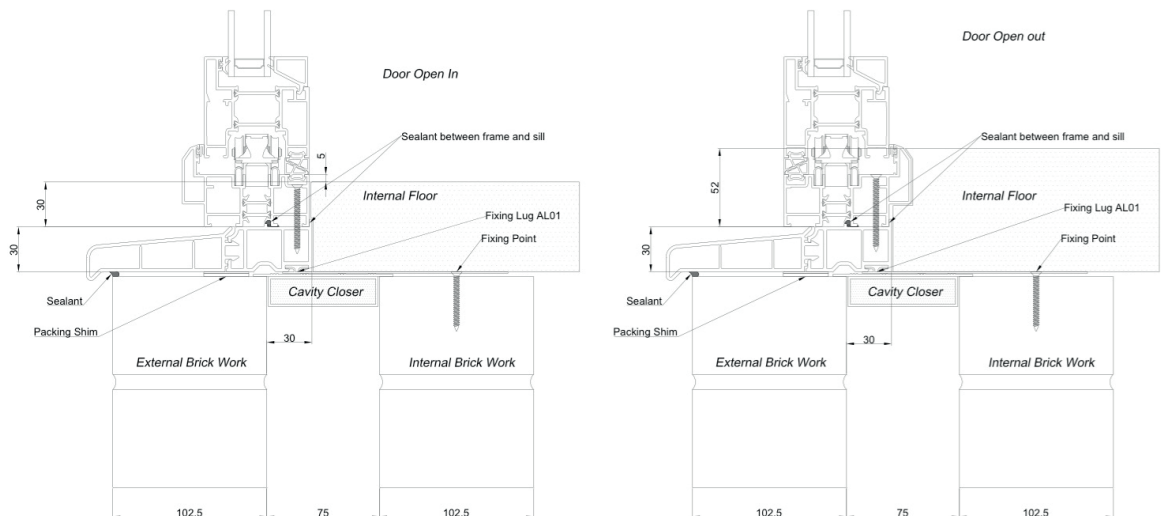 Door Open In
Sealant between frame and sill
5
30
Internal Floor
Fixing Lug AL01
30
Fixing Point
Sealant
Cavity Closer
Packing Shim
30
External Brick Work
Internal Brick Work
102.5
75
102.5
Door Open out
Sealant between frame and sill
52
Internal Floor
Fixing Lug AL01
30
Fixing Point
Sealant
Cavity Closer
Packing Shim
30
External Brick Work
Internal Brick Work
102.5
75
102.5